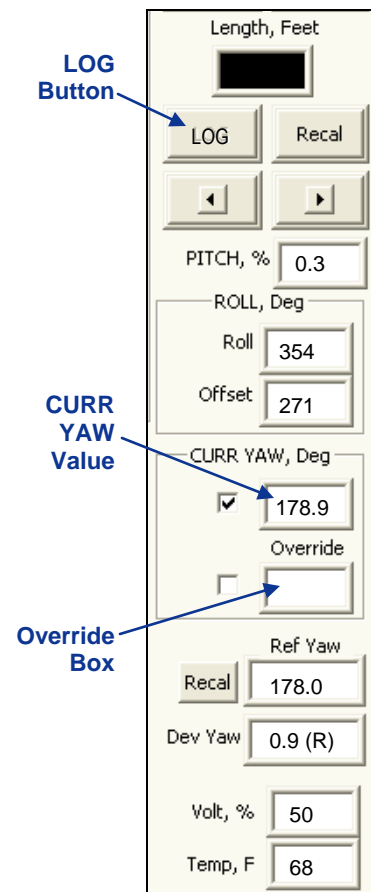 Length, Feet
LOG
Button
LOG
Recal
PITCH, %
0.3
ROLL, Deg
Roll
354
Offset
271
CURR
YAW
Value
CURR YAW, Deg
178.9
Override
Override
Box
Ref Yaw
Recal
178.0
Dev Yaw
0.9 (R)
Volt, %
50
Temp, F
68